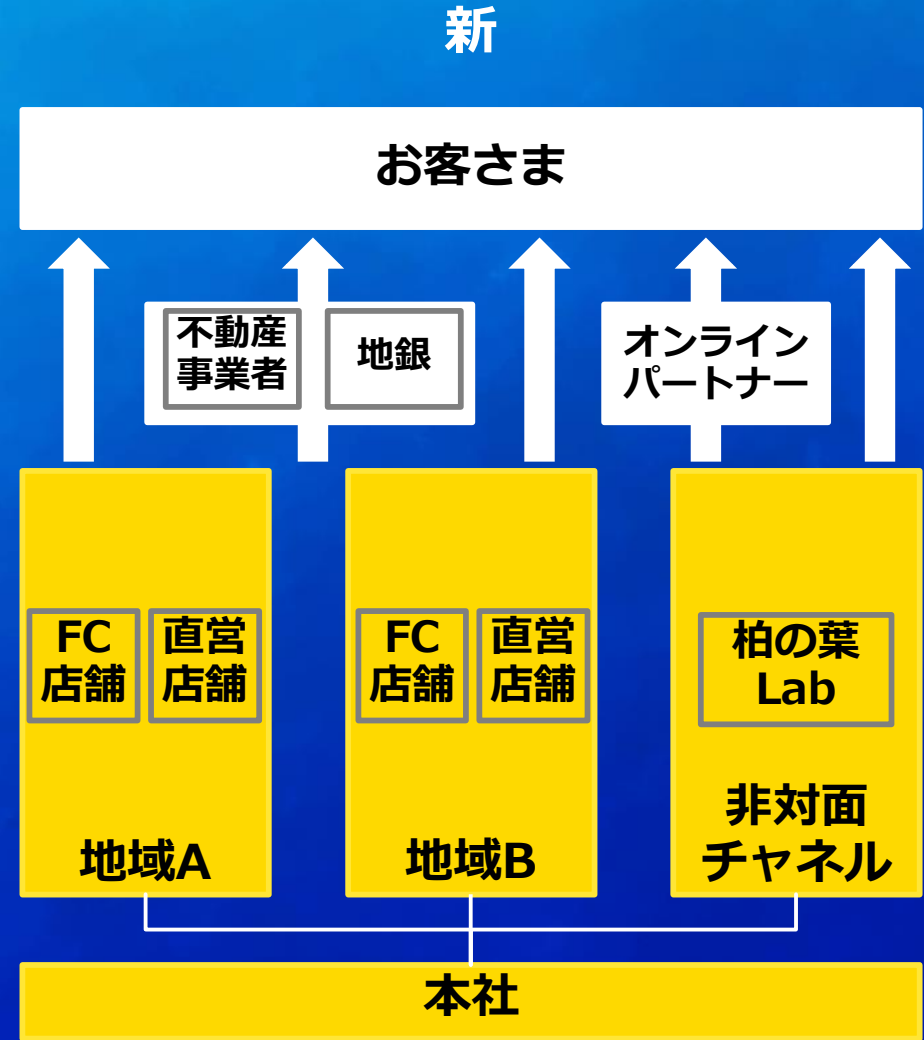 新
お客さま
不動産
事業者
地銀
オンライン
パートナー
FC
店舗
直営
店舗
地域A
FC
店舗
直営
店舗
地域B
柏の葉
Lab
非対面
チャネル
本社